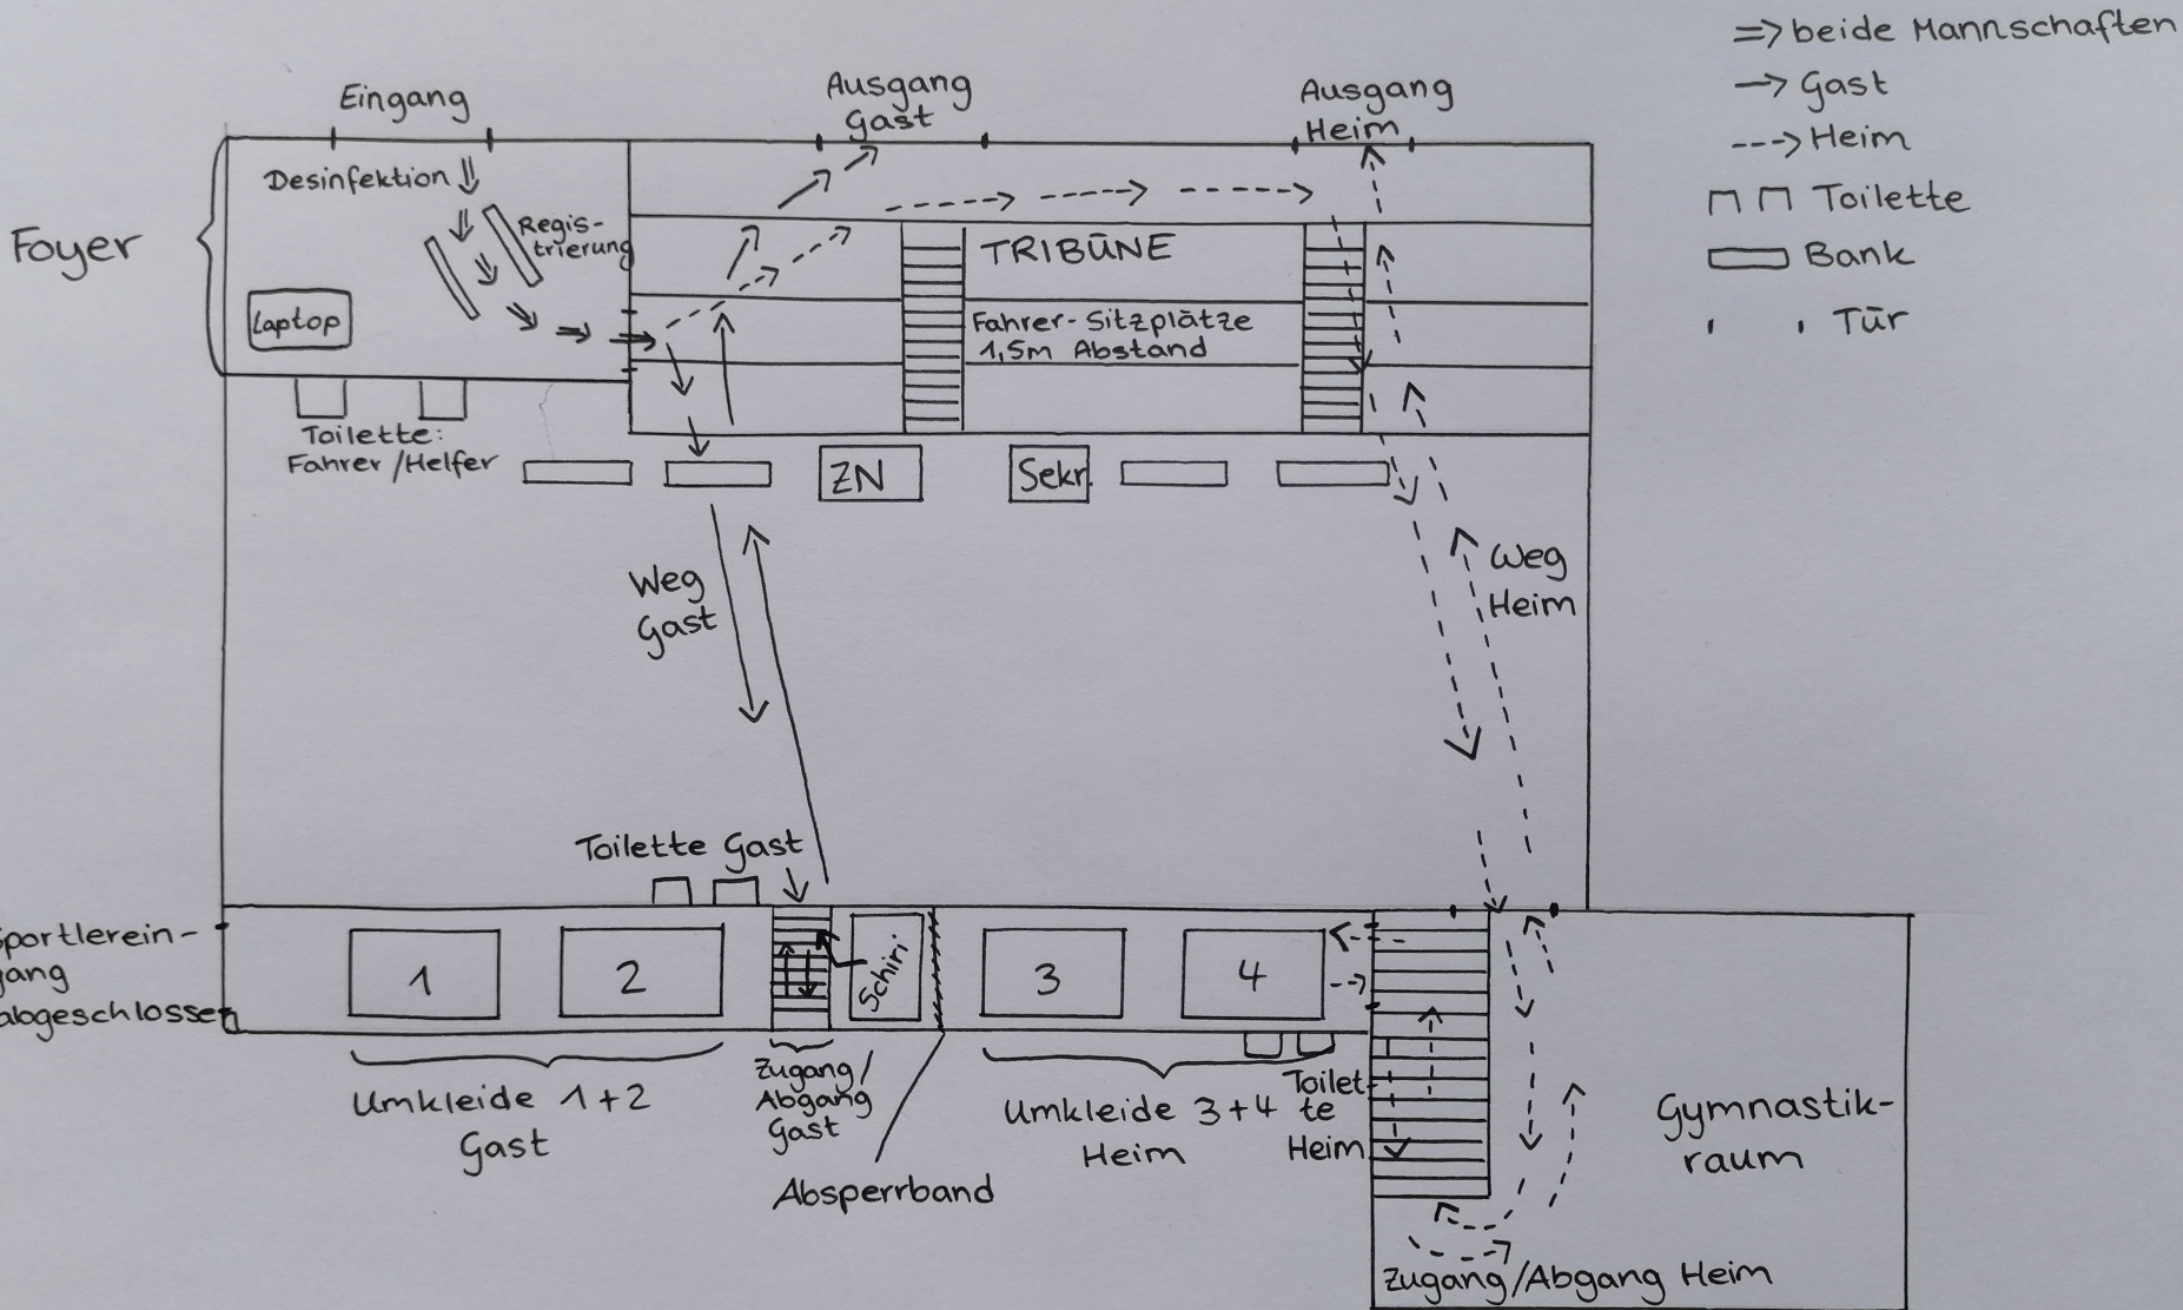 => beide Mannschaften
-> Gast
---> Heim
Toilette
Bank
Tür
Eingang
Ausgang
Gast
Ausgang
Heim
Foyer
Desinfektion
Regis-
trierung
Laptop
TRIBÜNE
Fahrer-Sitzplätze
1,5m Abstand
Toilette:
Fahrer/Helfer
ZN
Sekr.
Weg
Gast
Weg
Heim
Toilette Gast
Sportlerein-
gang
abgeschlossen
1
2
Schiri
3
4
Umkleide 1+2
Gast
Zugang/
Abgang
Gast
Absperrband
Umkleide 3+4
Heim
Toilet-
te
Heim
Gymnastik-
raum
Zugang/Abgang Heim